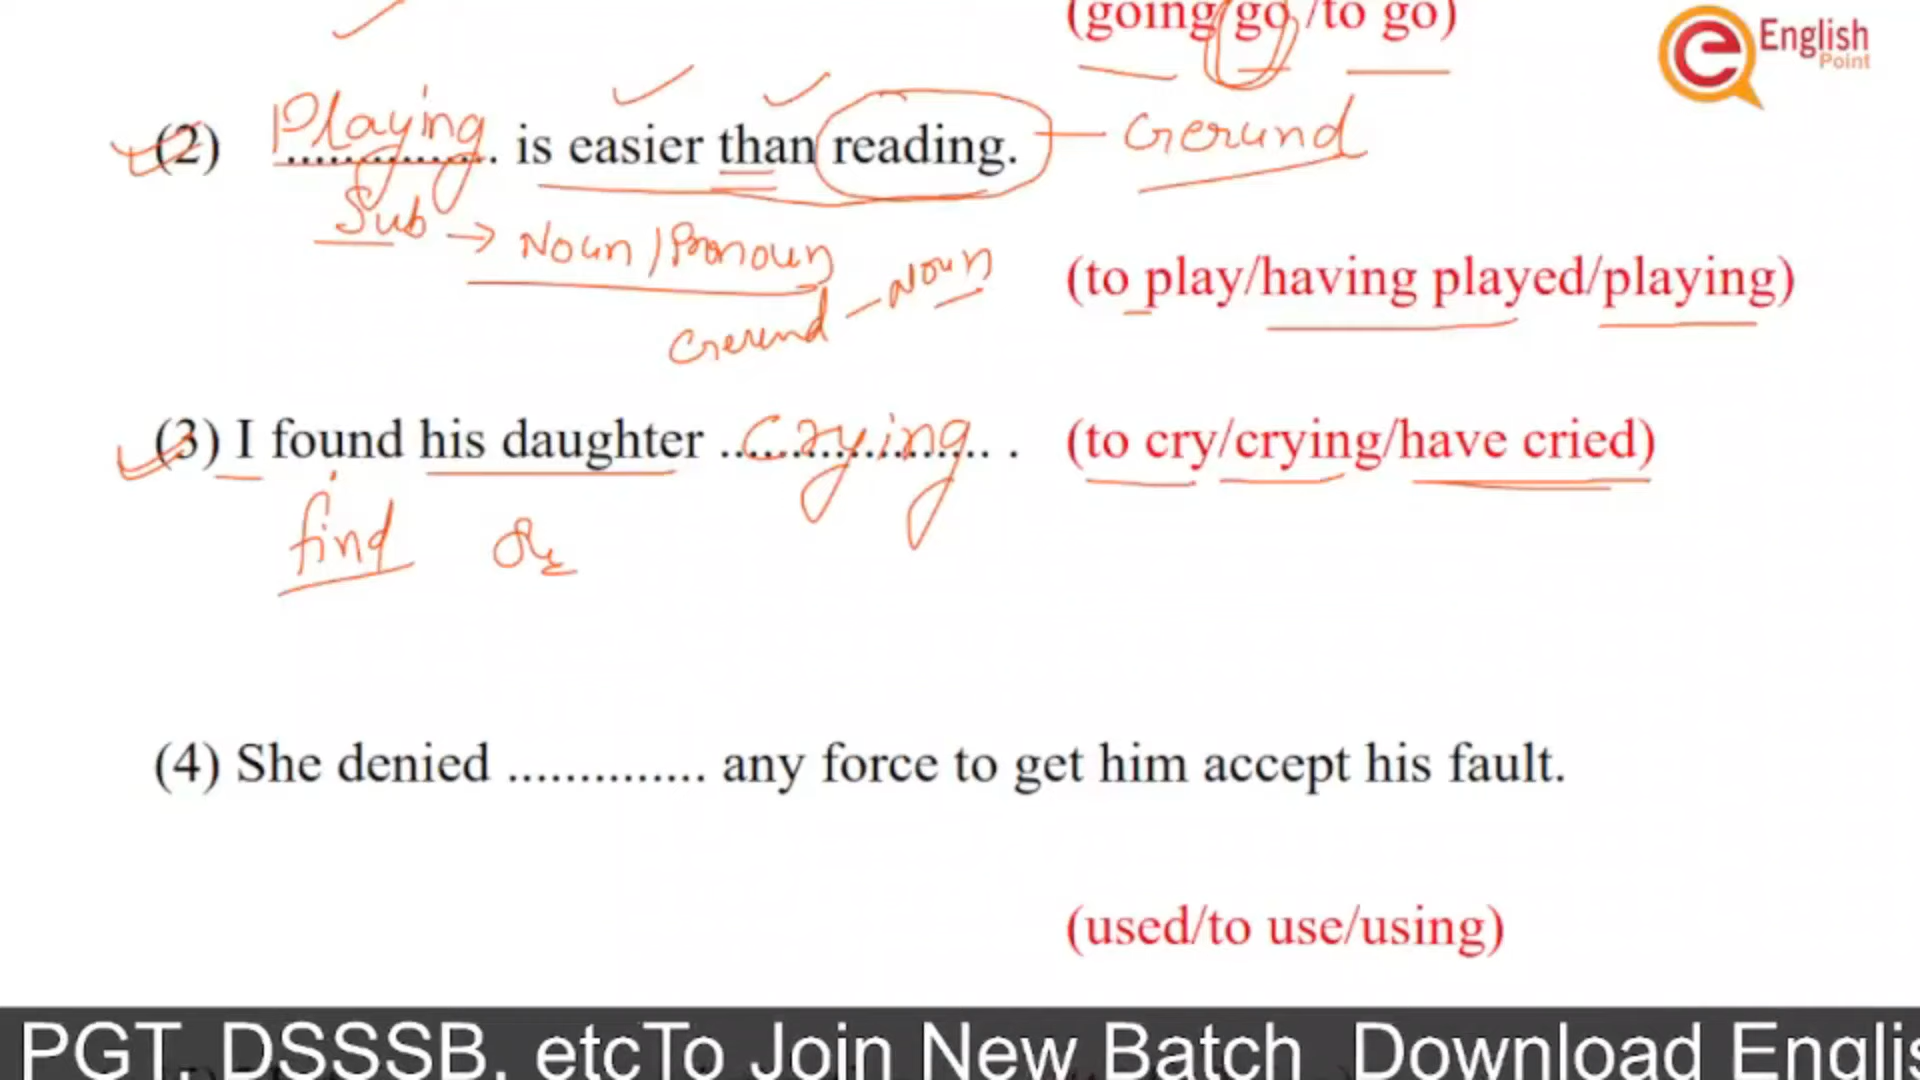 (going/go/to go)
English
Point
(2) Playing is easier than reading. Gerund
Sub → Noun/Pronoun
Gerund - Noun
(to play/having played/playing)
(3) I found his daughter crying . (to cry/crying/have cried)
find
(4) She denied .............. any force to get him accept his fault.
(used/to use/using)
PGT, DSSSB, etcTo Join New Batch Download Englis